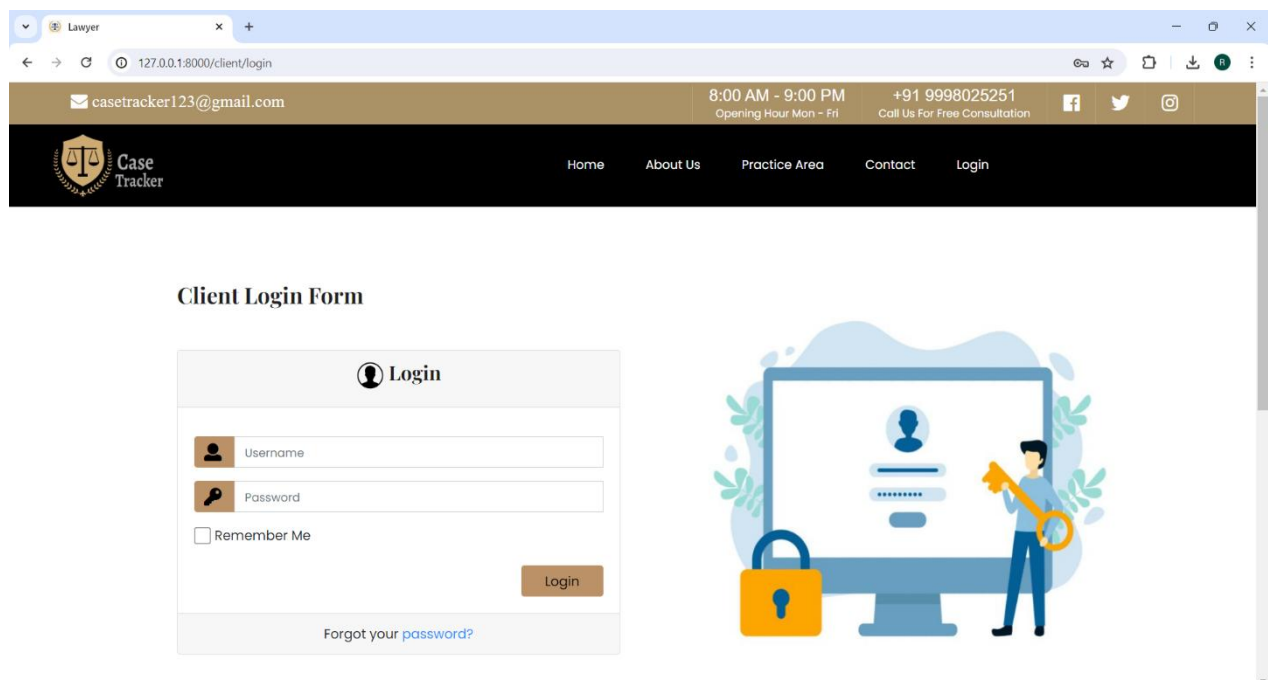 Lawyer
127.0.0.1:8000/client/login
R
casetracker123@gmail.com
8:00 AM - 9:00 PM
Opening Hour Mon - Fri
+91 9998025251
Call Us For Free Consultation
Case
Tracker
Home About Us Practice Area Contact Login
Client Login Form
Login
Username
Password
Remember Me
Login
Forgot your password?